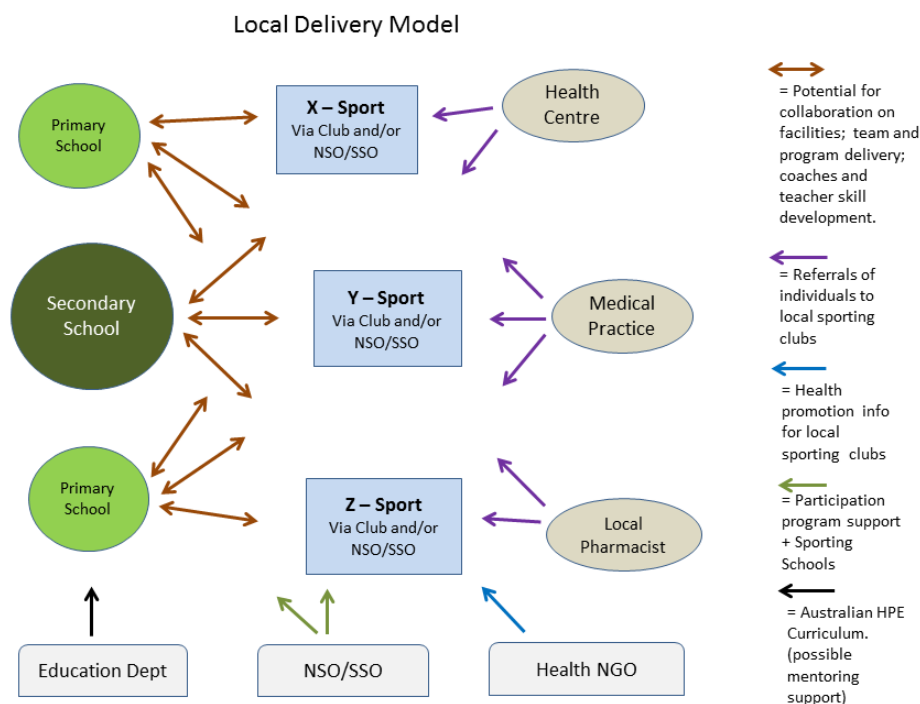 Local Delivery Model
Primary
School
X – Sport
Via Club and/or
NSO/SSO
Health
Centre
Secondary
School
Y – Sport
Via Club and/or
NSO/SSO
Medical
Practice
Primary
School
Z – Sport
Via Club and/or
NSO/SSO
Local
Pharmacist
Education Dept
NSO/SSO
Health NGO
= Potential for
collaboration on
facilities; team and
program delivery;
coaches and
teacher skill
development.
= Referrals of
individuals to
local sporting
clubs
= Health
promotion info
for local
sporting clubs
= Participation
program support
+ Sporting
Schools
= Australian HPE
Curriculum.
(possible
mentoring
support)